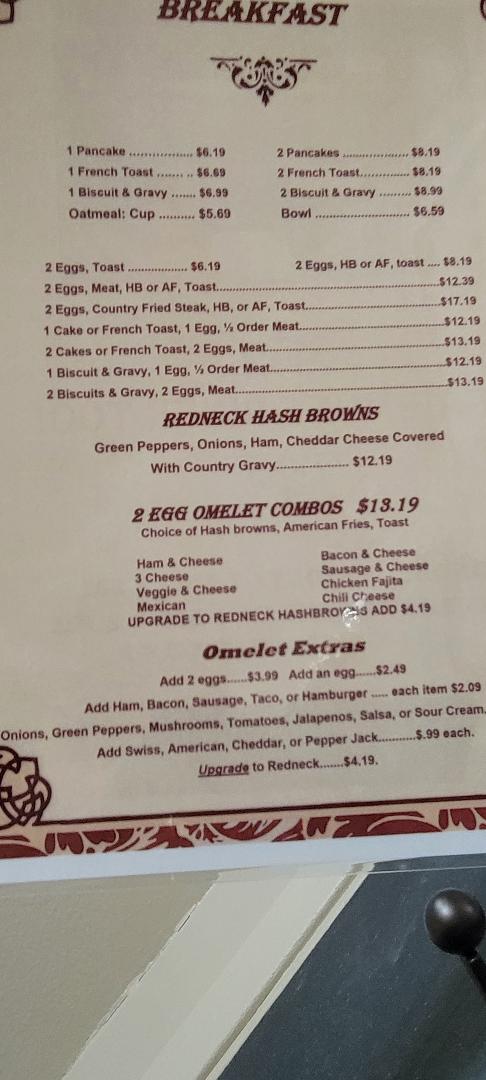 BREAKFAST
1 Pancake ................ $6.19 2 Pancakes .................. $8.19
1 French Toast ....... .. $6.69 2 French Toast............. $8.19
1 Biscuit & Gravy ...... $6.99 2 Biscuit & Gravy ........ $8.99
Oatmeal: Cup ......... $5.69 Bowl .......................... $6.59
2 Eggs, Toast ................. $6.19 2 Eggs, HB or AF, toast .... $8.19
2 Eggs, Meat, HB or AF, Toast...............$12.39
2 Eggs, Country Fried Steak, HB, or AF, Toast...............$17.19
1 Cake or French Toast, 1 Egg, ½ Order Meat...............$12.19
2 Cakes or French Toast, 2 Eggs, Meat...............$13.19
1 Biscuit & Gravy, 1 Egg, ½ Order Meat...............$12.19
2 Biscuits & Gravy, 2 Eggs, Meat...............$13.19
REDNECK HASH BROWNS
Green Peppers, Onions, Ham, Cheddar Cheese Covered
With Country Gravy..................... $12.19
2 EGG OMELET COMBOS $13.19
Choice of Hash browns, American Fries, Toast
Ham & Cheese Bacon & Cheese
3 Cheese Sausage & Cheese
Veggie & Cheese Chicken Fajita
Mexican Chili Cheese
UPGRADE TO REDNECK HASHBROWNS ADD $4.19
Omelet Extras
Add 2 eggs......$3.99 Add an egg......$2.49
Add Ham, Bacon, Sausage, Taco, or Hamburger ..... each item $2.09
Onions, Green Peppers, Mushrooms, Tomatoes, Jalapenos, Salsa, or Sour Cream.
Add Swiss, American, Cheddar, or Pepper Jack..........$.99 each.
Upgrade to Redneck.......$4.19.